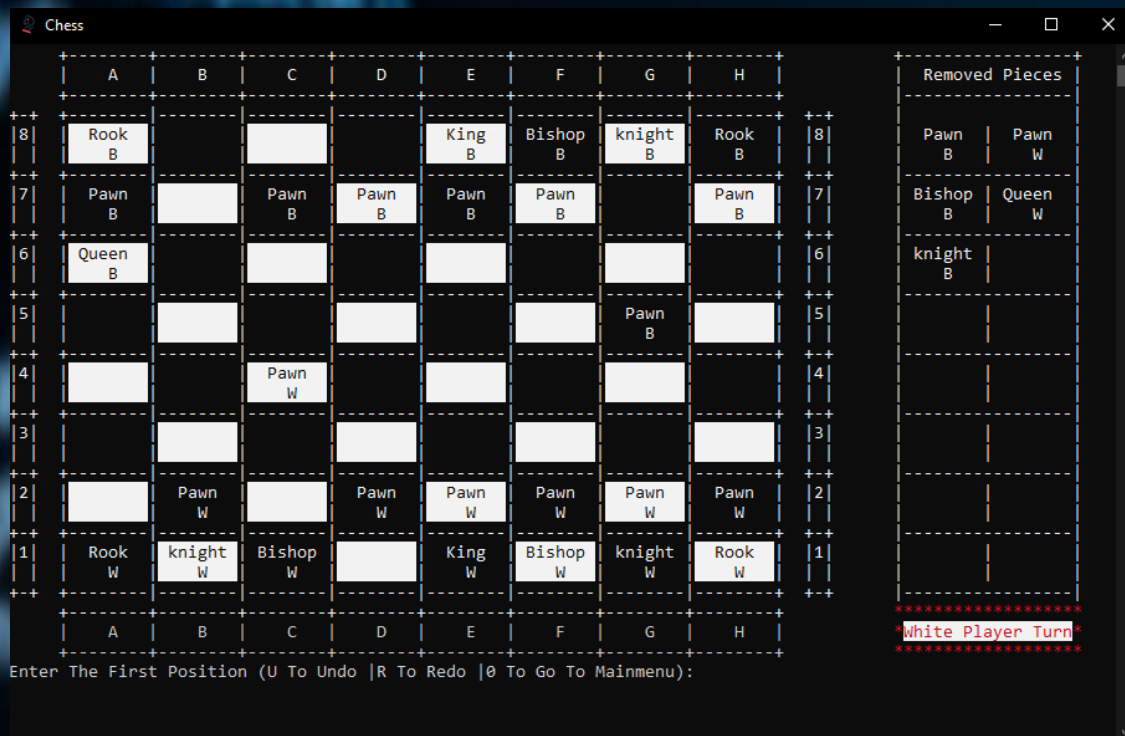 Chess
A B C D E F G H Removed Pieces
8 Rook King Bishop knight Rook 8 Pawn Pawn
B B B B B B W
7 Pawn Pawn Pawn Pawn Pawn Pawn 7 Bishop Queen
B B B B B B B W
6 Queen 6 knight
B B
5 Pawn 5
B
4 Pawn 4
W
3 3
2 Pawn Pawn Pawn Pawn Pawn Pawn 2
W W W W W W
1 Rook knight Bishop King Bishop knight Rook 1
W W W W W W W
*******************
A B C D E F G H *White Player Turn*
*******************
Enter The First Position (U To Undo |R To Redo |0 To Go To Mainmenu):